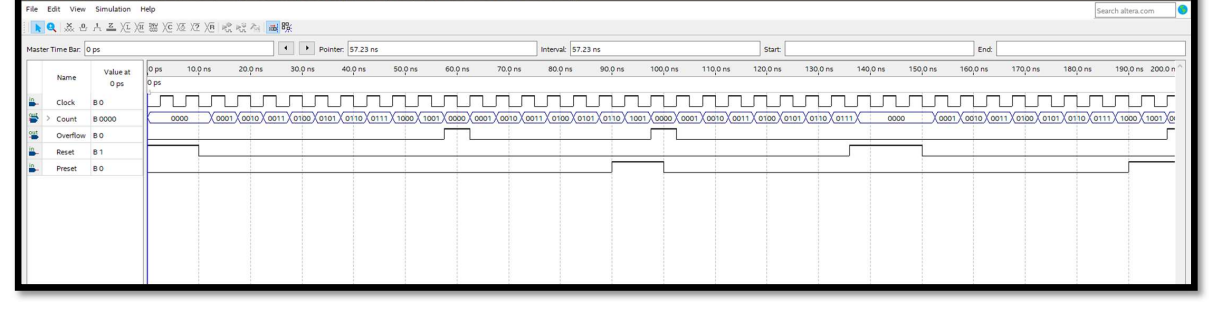 File Edit View Simulation Help
Search altera.com
Master Time Bar: 0 ps Pointer: 57.23 ns Interval: 57.23 ns Start: End:
Name Value at 0 ps
0 ps 10.0 ns 20.0 ns 30.0 ns 40.0 ns 50.0 ns 60.0 ns 70.0 ns 80.0 ns 90.0 ns 100.0 ns 110.0 ns 120.0 ns 130.0 ns 140.0 ns 150.0 ns 160.0 ns 170.0 ns 180.0 ns 190.0 ns 200.0 n
0 ps
in Clock B 0
out > Count B 0000 0000 0001 0010 0011 0100 0101 0110 0111 1000 1001 0000 0001 0010 0011 0100 0101 0110 1001 0000 0001 0010 0011 0100 0101 0110 0111 0000 0001 0010 0011 0100 0101 0110 0111 1000 1001
out Overflow B 0
in Reset B 1
in Preset B 0